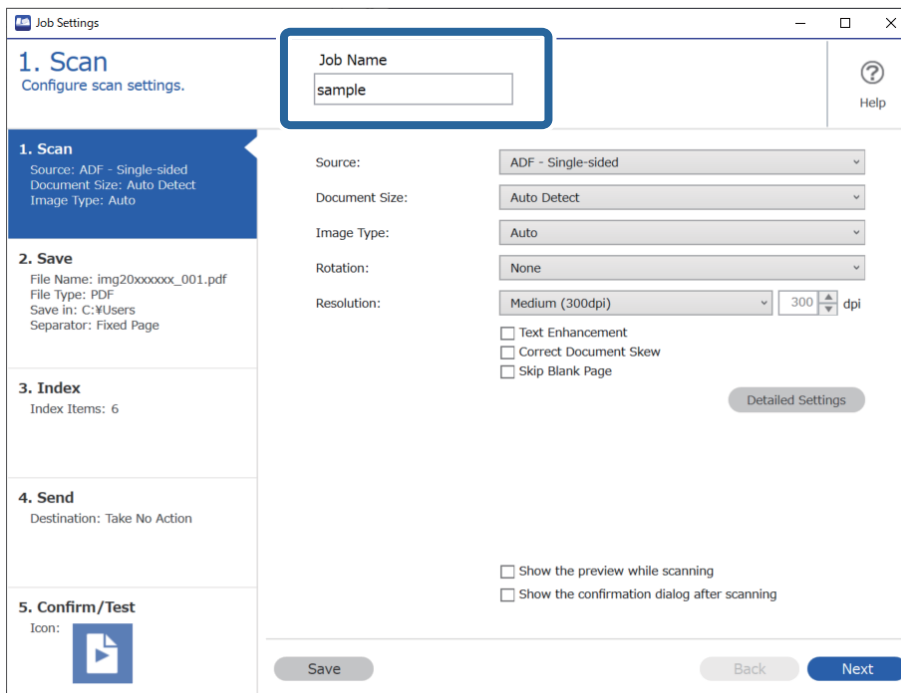 Job Settings
1. Scan
Configure scan settings.
Job Name
sample
Help
1. Scan
Source: ADF - Single-sided
Document Size: Auto Detect
Image Type: Auto
2. Save
File Name: img20xxxxxx_001.pdf
File Type: PDF
Save in: C:¥Users
Separator: Fixed Page
3. Index
Index Items: 6
4. Send
Destination: Take No Action
5. Confirm/Test
Icon:
Source: ADF - Single-sided
Document Size: Auto Detect
Image Type: Auto
Rotation: None
Resolution: Medium (300dpi) 300 dpi
Text Enhancement
Correct Document Skew
Skip Blank Page
Detailed Settings
Show the preview while scanning
Show the confirmation dialog after scanning
Save Back Next